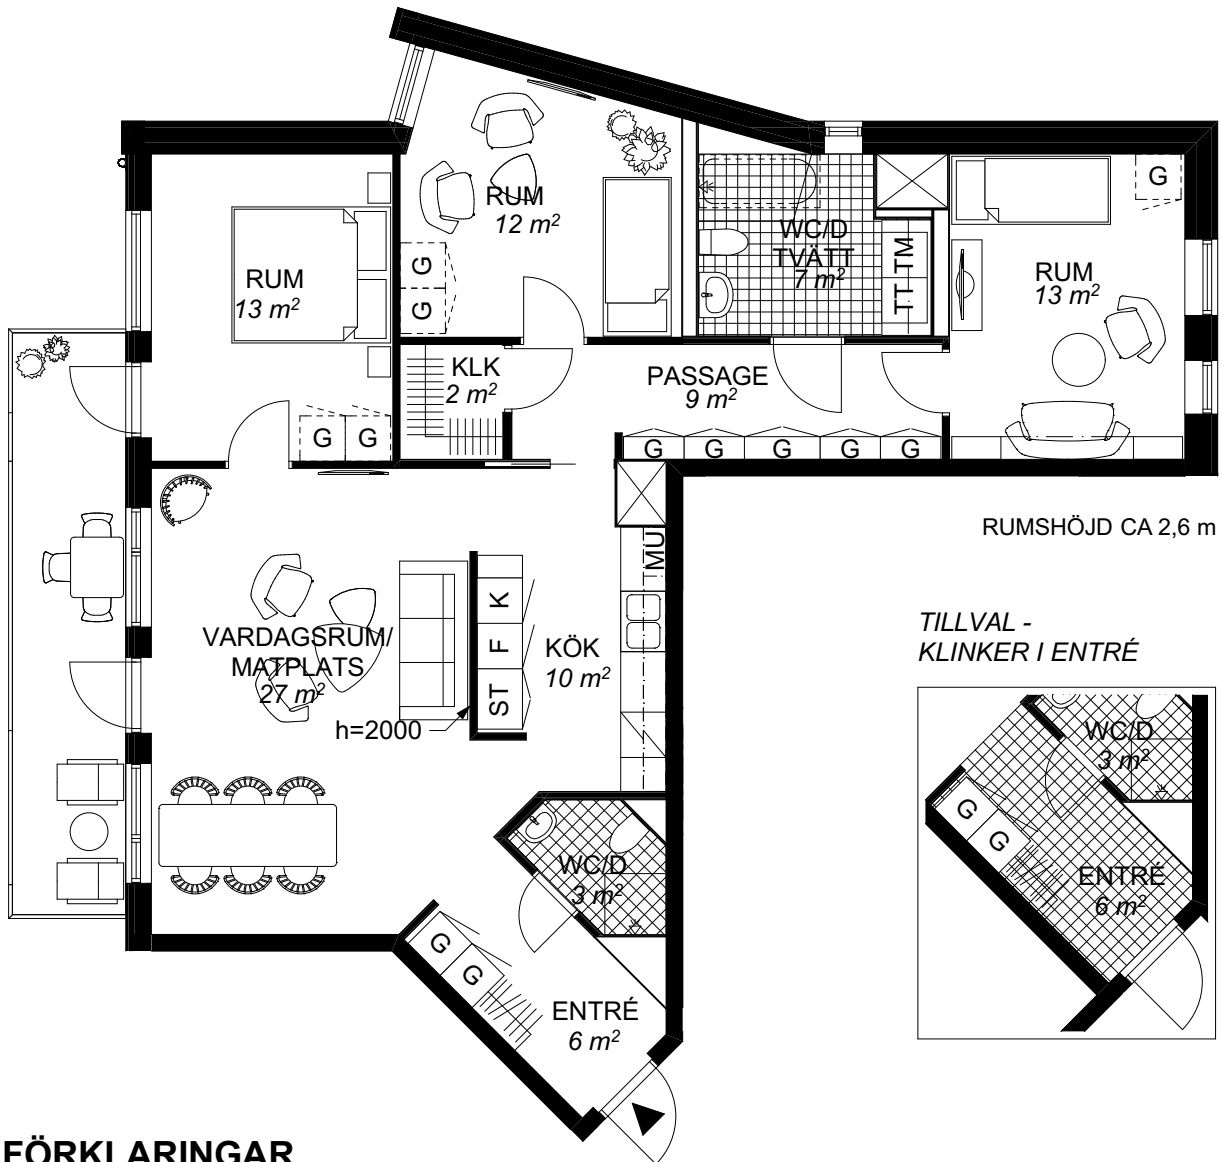 RUM
12 m²
G
G
WC/D
TVÄTT
7 m²
TM
TT
G
RUM
13 m²
RUM
13 m²
KLK
2 m²
PASSAGE
9 m²
G G
G G G G G
RUMSHÖJD CA 2,6 m
MU
K
F
ST
KÖK
10 m²
VARDAGSRUM/
MATPLATS
27 m²
h=2000
TILLVAL -
KLINKER I ENTRÉ
WC/D
3 m²
G
G
ENTRÉ
6 m²
WC/D
3 m²
G
G
ENTRÉ
6 m²
FÖRKLARINGAR